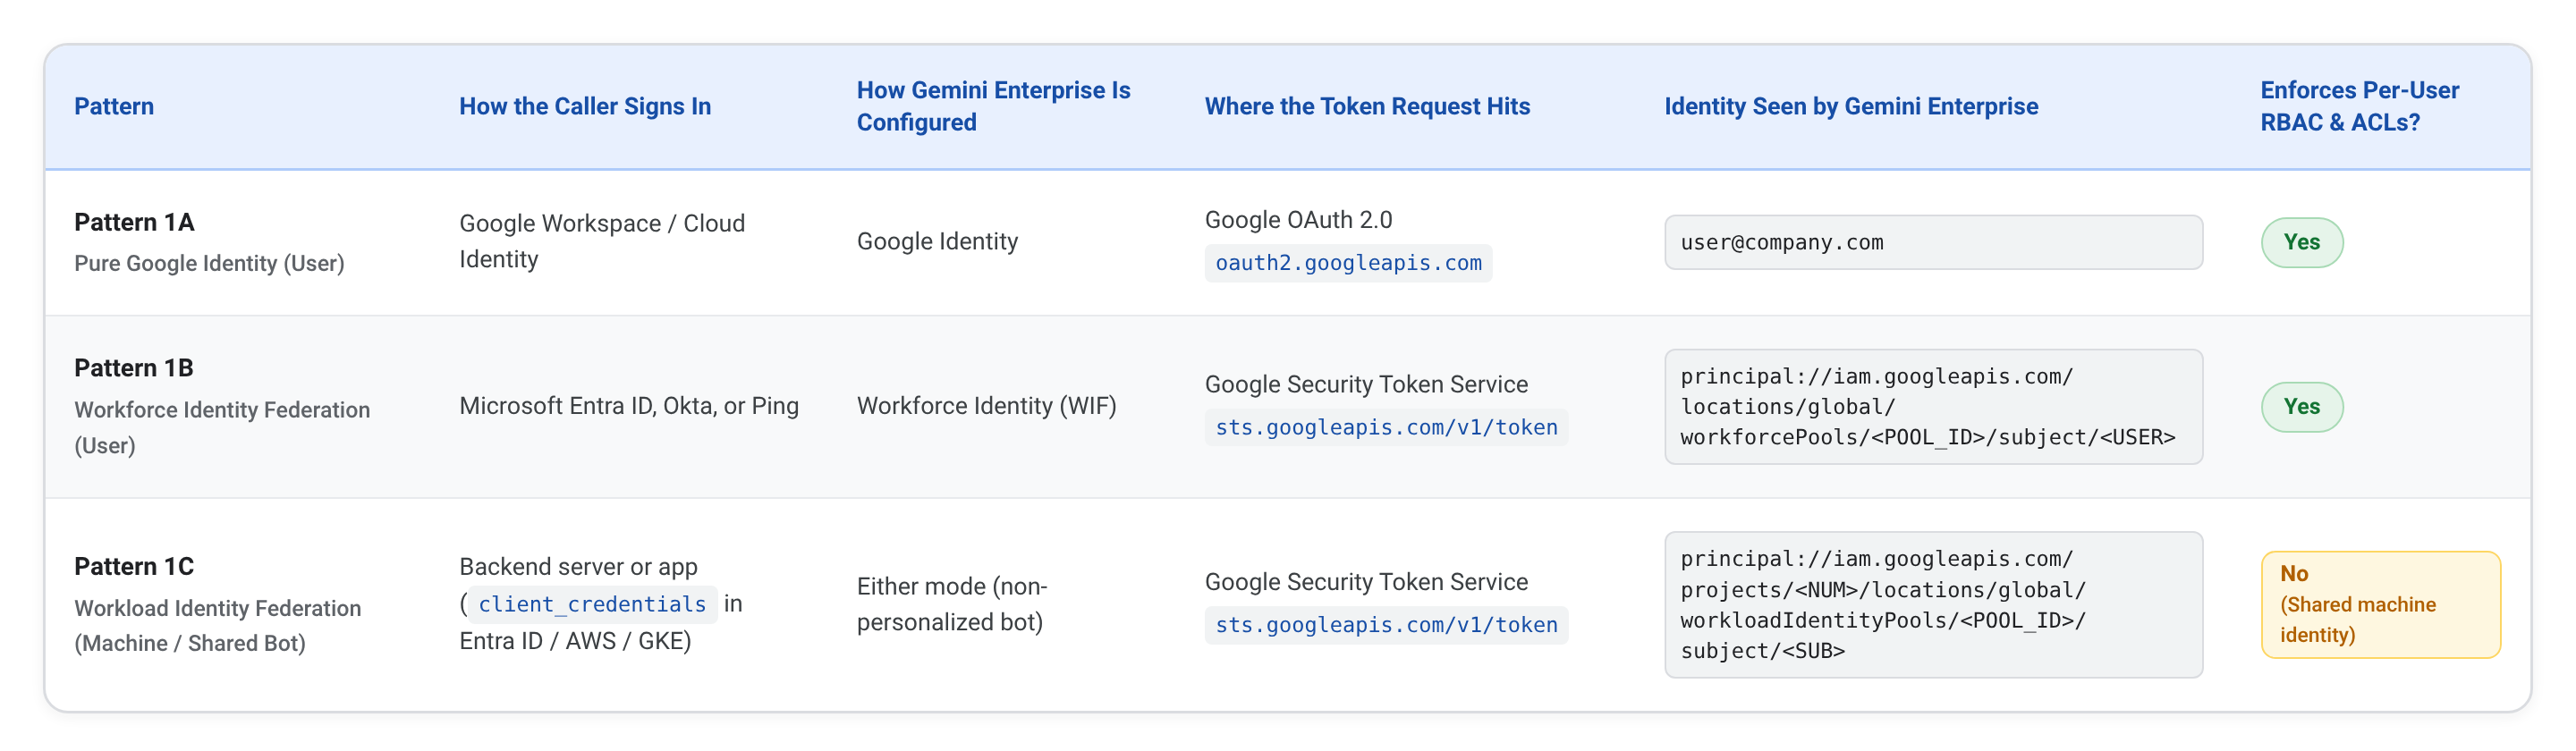 Pattern
How the Caller Signs In
How Gemini Enterprise Is
Configured
Where the Token Request Hits
Identity Seen by Gemini Enterprise
Enforces Per-User
RBAC & ACLs?
Pattern 1A
Pure Google Identity (User)
Google Workspace / Cloud
Identity
Google Identity
Google OAuth 2.0
oauth2.googleapis.com
user@company.com
Yes
Pattern 1B
Workforce Identity Federation
(User)
Microsoft Entra ID, Okta, or Ping
Workforce Identity (WIF)
Google Security Token Service
sts.googleapis.com/v1/token
principal://iam.googleapis.com/
locations/global/
workforcePools/<POOL_ID>/subject/<USER>
Yes
Pattern 1C
Workload Identity Federation
(Machine / Shared Bot)
Backend server or app
(client_credentials in
Entra ID / AWS / GKE)
Either mode (non-
personalized bot)
Google Security Token Service
sts.googleapis.com/v1/token
principal://iam.googleapis.com/
projects/<NUM>/locations/global/
workloadIdentityPools/<POOL_ID>/
subject/<SUB>
No
(Shared machine
identity)